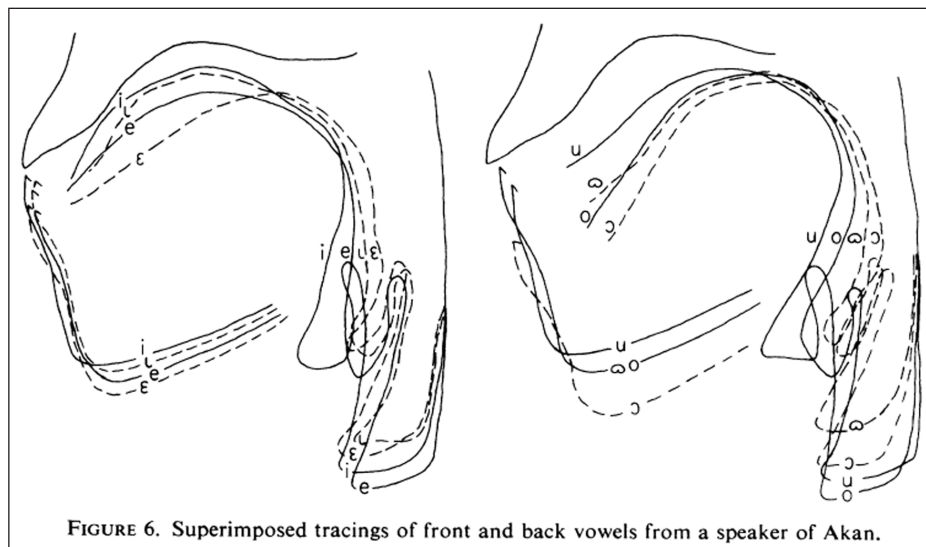 i
ɩ
e
ɛ
i e ɩ ɛ
i
ɩ
e
ɛ
ɩ
ɛ
i
e
u
ɷ
o
ɔ
u o ɷ ɔ
u
ɷ o
ɔ
ɷ
ɔ
u
o
FIGURE 6. Superimposed tracings of front and back vowels from a speaker of Akan.